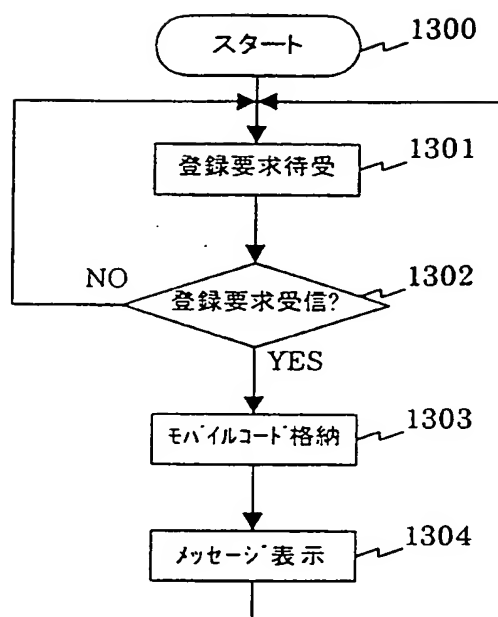 スタート
1300
登録要求待受
1301
登録要求受信?
1302
NO
YES
モバイルコード格納
1303
メッセージ表示
1304